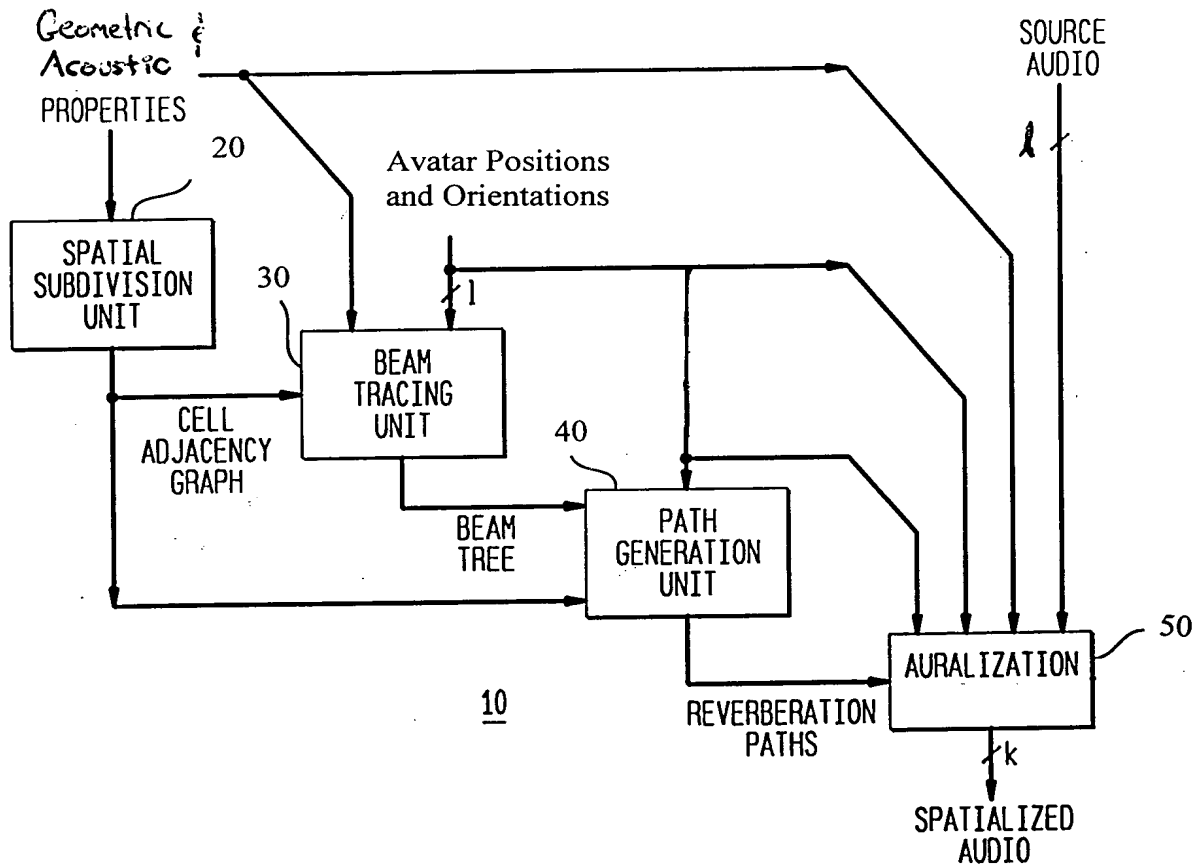 Geometric &
Acoustic
PROPERTIES
SOURCE
AUDIO
l
20
Avatar Positions
and Orientations
SPATIAL
SUBDIVISION
UNIT
30
l
BEAM
TRACING
UNIT
CELL
ADJACENCY
GRAPH
40
BEAM
TREE
PATH
GENERATION
UNIT
50
AURALIZATION
10
REVERBERATION
PATHS
k
SPATIALIZED
AUDIO